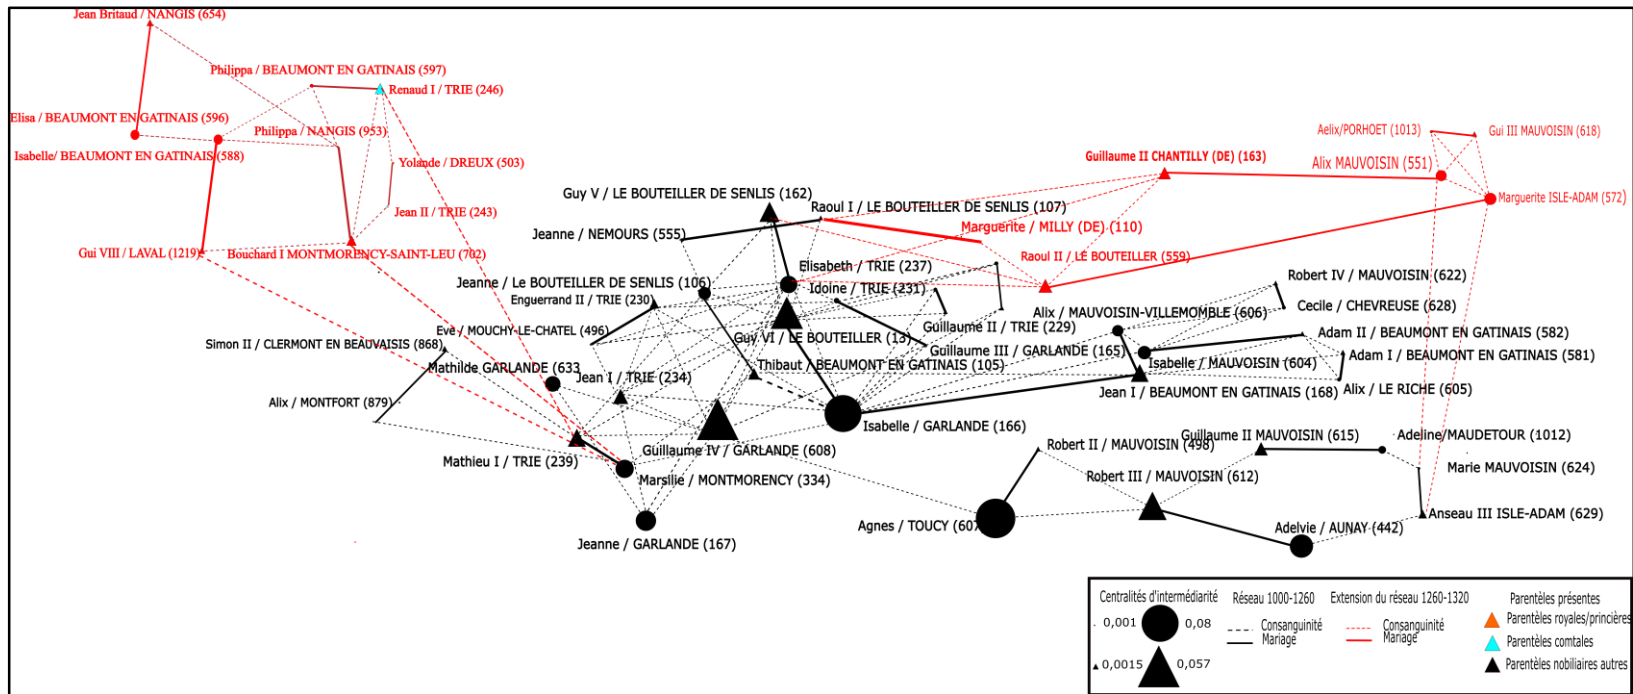 Jean Britaud / NANGIS (654)
Philippa / BEAUMONT EN GATINAIS (597)
Renaud I / TRIE (246)
Elisa / BEAUMONT EN GATINAIS (596)
Philippa / NANGIS (953)
Isabelle/ BEAUMONT EN GATINAIS (588)
Yolande / DREUX (503)
Jean II / TRIE (243)
Gui VIII / LAVAL (1219)
Bouchard I MONTMORENCY-SAINT-LEU (702)
Aelix/PORHOET (1013)
Gui III MAUVOISIN (618)
Guillaume II CHANTILLY (DE) (163)
Alix MAUVOISIN (551)
Marguerite ISLE-ADAM (572)
Guy V / LE BOUTEILLER DE SENLIS (162)
Raoul I / LE BOUTEILLER DE SENLIS (107)
Jeanne / NEMOURS (555)
Marguerite / MILLY (DE) (110)
Raoul II / LE BOUTEILLER (559)
Elisabeth / TRIE (237)
Jeanne / Le BOUTEILLER DE SENLIS (106)
Idoine / TRIE (231)
Robert IV / MAUVOISIN (622)
Enguerrand II / TRIE (230)
Cecile / CHEVREUSE (628)
Alix / MAUVOISIN-VILLEMOMBLE (606)
Guillaume II / TRIE (229)
Eve / MOUCHY-LE-CHATEL (496)
Guy VI / LE BOUTEILLER (13)
Adam II / BEAUMONT EN GATINAIS (582)
Simon II / CLERMONT EN BEAUVAISIS (868)
Guillaume III / GARLANDE (165)
Adam I / BEAUMONT EN GATINAIS (581)
Mathilde GARLANDE (633
Thibaut / BEAUMONT EN GATINAIS (105)
Isabelle / MAUVOISIN (604)
Jean I / TRIE (234)
Jean I / BEAUMONT EN GATINAIS (168)
Alix / LE RICHE (605)
Alix / MONTFORT (879)
Isabelle / GARLANDE (166)
Guillaume IV / GARLANDE (608)
Mathieu I / TRIE (239)
Marsilie / MONTMORENCY (334)
Robert II / MAUVOISIN (498)
Guillaume II MAUVOISIN (615)
Adeline/MAUDETOUR (1012)
Robert III / MAUVOISIN (612)
Marie MAUVOISIN (624)
Agnes / TOUCY (607
Adelvie / AUNAY (442)
Anseau III ISLE-ADAM (629)
Jeanne / GARLANDE (167)
Centralités d'intermédiarité
0,001
0,08
0,0015
0,057
Réseau 1000-1260
Consanguinité
Mariage
Extension du réseau 1260-1320
Consanguinité
Mariage
Parentèles présentes
Parentèles royales/princières
Parentèles comtales
Parentèles nobiliaires autres